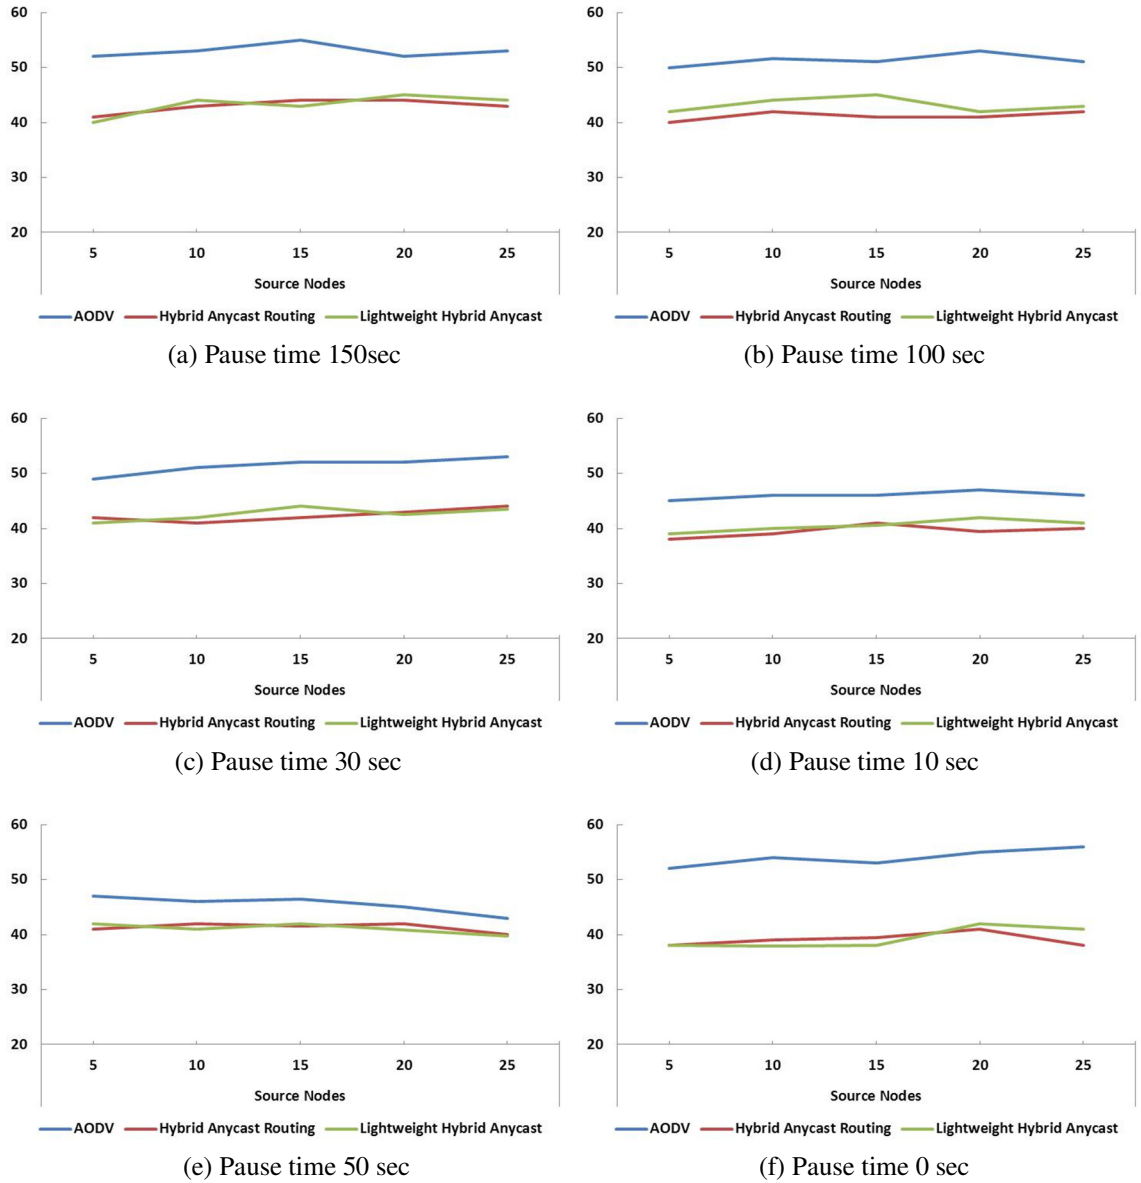 60
50
40
30
20
5 10 15 20 25
Source Nodes
AODV Hybrid Anycast Routing Lightweight Hybrid Anycast
(a) Pause time 150sec
60
50
40
30
20
5 10 15 20 25
Source Nodes
AODV Hybrid Anycast Routing Lightweight Hybrid Anycast
(b) Pause time 100 sec
60
50
40
30
20
5 10 15 20 25
Source Nodes
AODV Hybrid Anycast Routing Lightweight Hybrid Anycast
(c) Pause time 30 sec
60
50
40
30
20
5 10 15 20 25
Source Nodes
AODV Hybrid Anycast Routing Lightweight Hybrid Anycast
(d) Pause time 10 sec
60
50
40
30
20
5 10 15 20 25
Source Nodes
AODV Hybrid Anycast Routing Lightweight Hybrid Anycast
(e) Pause time 50 sec
60
50
40
30
20
5 10 15 20 25
Source Nodes
AODV Hybrid Anycast Routing Lightweight Hybrid Anycast
(f) Pause time 0 sec